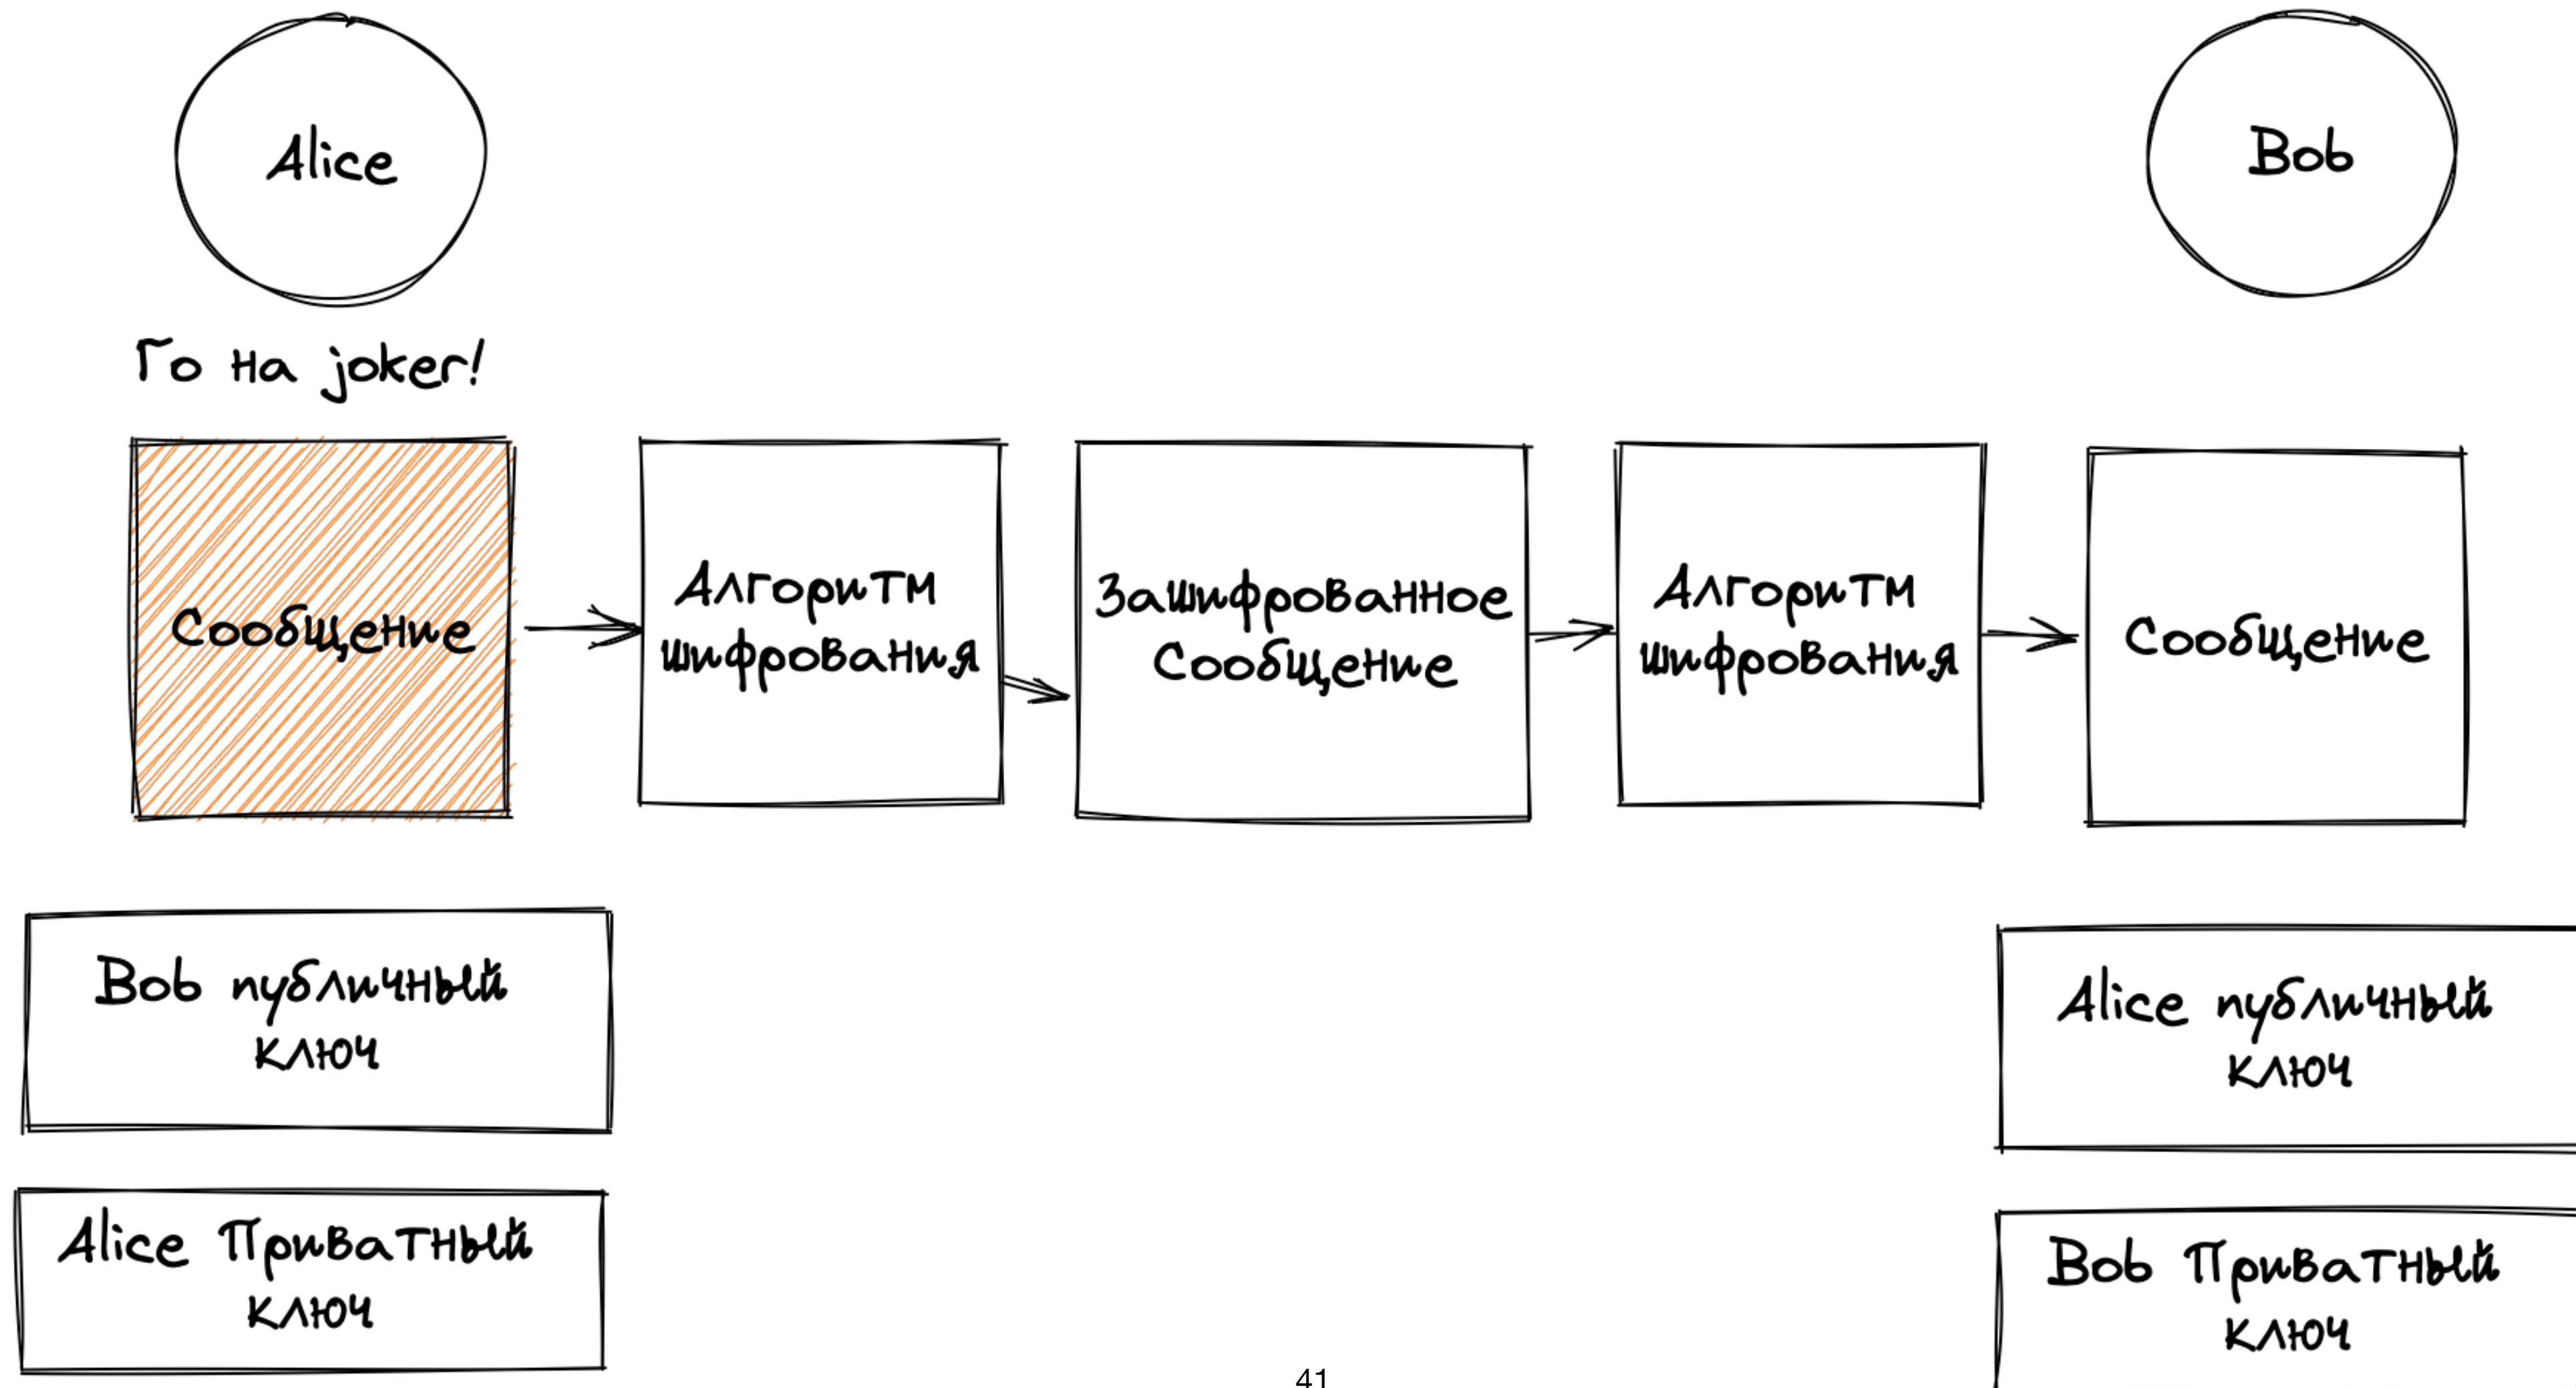 Alice
Bob
Го на joker!
Сообщение
Алгоритм
шифрования
Зашифрованное
Сообщение
Алгоритм
шифрования
Сообщение
Bob публичный
ключ
Alice публичный
ключ
Alice Приватный
ключ
Bob Приватный
ключ
41